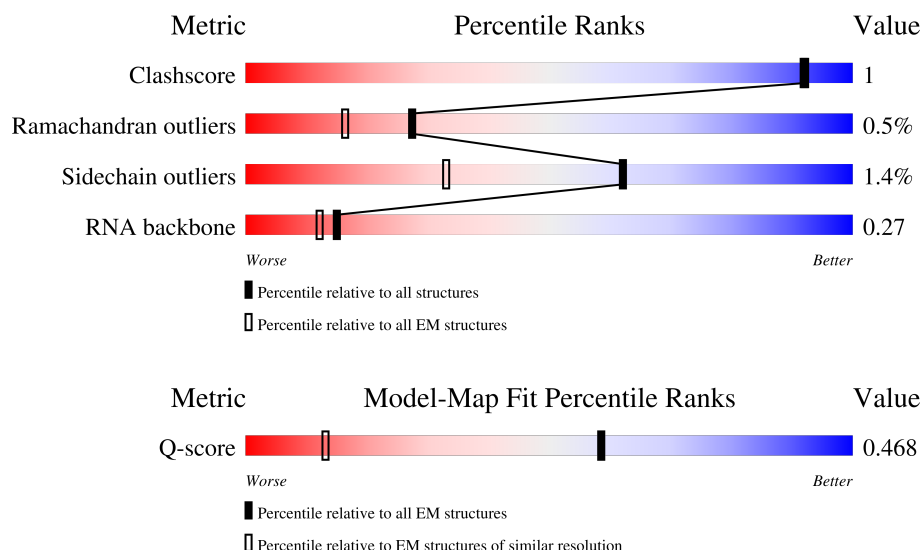 Metric Percentile Ranks Value
Clashscore 1
Ramachandran outliers 0.5%
Sidechain outliers 1.4%
RNA backbone 0.27
Worse Better
Percentile relative to all structures
Percentile relative to all EM structures
Metric Model-Map Fit Percentile Ranks Value
Q-score 0.468
Worse Better
Percentile relative to all EM structures
Percentile relative to EM structures of similar resolution